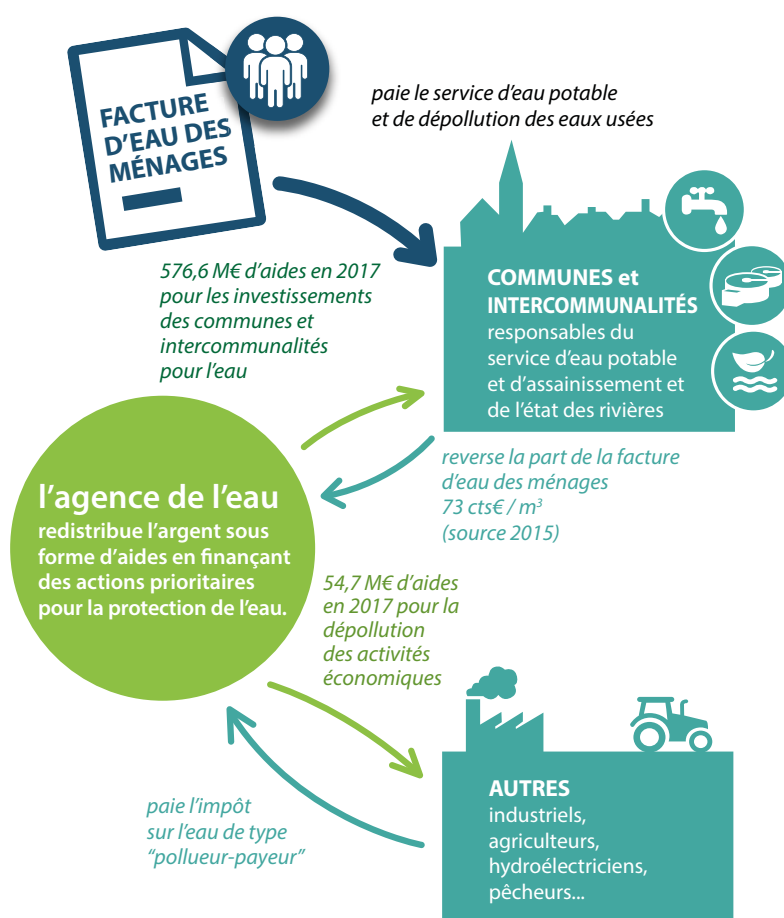 FACTURE
D'EAU DES
MÉNAGES
paie le service d'eau potable
et de dépollution des eaux usées
576,6 M€ d'aides en 2017
pour les investissements
des communes et
intercommunalités
pour l'eau
COMMUNES et
INTERCOMMUNALITÉS
responsables du
service d'eau potable
et d'assainissement et
de l'état des rivières
reverse la part de la facture
d'eau des ménages
73 cts€ / m³
(source 2015)
l'agence de l'eau
redistribue l'argent sous
forme d'aides en finançant
des actions prioritaires
pour la protection de l'eau.
54,7 M€ d'aides
en 2017 pour la
dépollution
des activités
économiques
paie l'impôt
sur l'eau de type
“pollueur-payeur”
AUTRES
industriels,
agriculteurs,
hydroélectriciens,
pêcheurs...